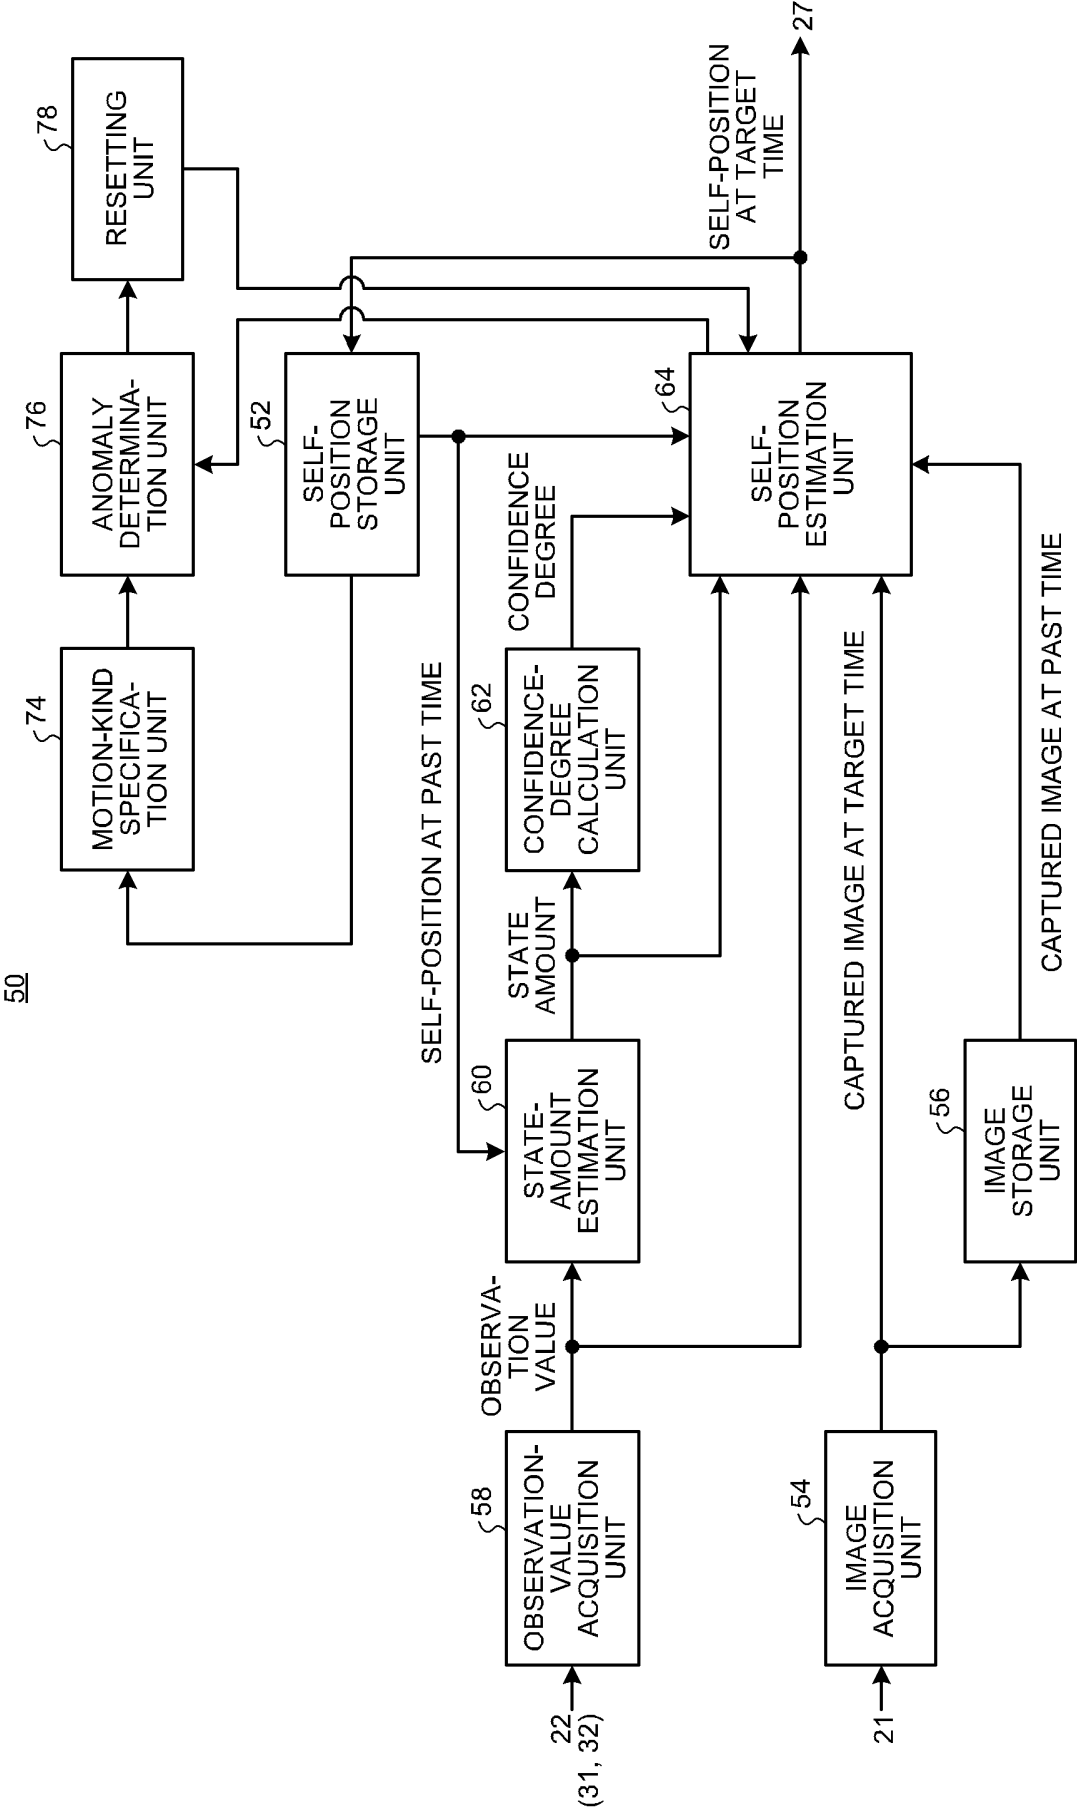 50
74
MOTION-KIND
SPECIFICA-
TION UNIT
76
ANOMALY
DETERMINA-
TION UNIT
78
RESETTING
UNIT
52
SELF-
POSITION
STORAGE
UNIT
SELF-POSITION AT PAST TIME
22
(31, 32)
58
OBSERVATION-
VALUE
ACQUISITION
UNIT
OBSERVA-
TION
VALUE
60
STATE-
AMOUNT
ESTIMATION
UNIT
STATE
AMOUNT
62
CONFIDENCE-
DEGREE
CALCULATION
UNIT
CONFIDENCE
DEGREE
64
SELF-
POSITION
ESTIMATION
UNIT
SELF-POSITION
AT TARGET
TIME
27
21
54
IMAGE
ACQUISITION
UNIT
CAPTURED IMAGE AT TARGET TIME
56
IMAGE
STORAGE
UNIT
CAPTURED IMAGE AT PAST TIME